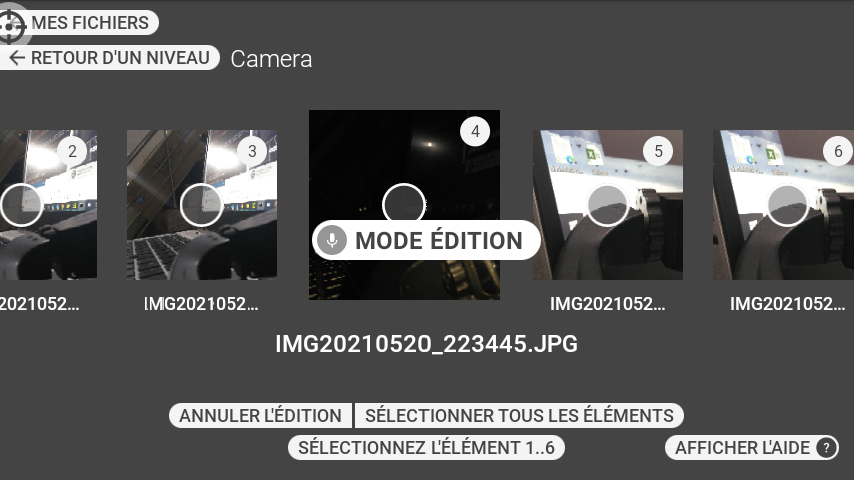 MES FICHIERS
RETOUR D'UN NIVEAU Camera
2
3
4
5
6
MODE ÉDITION
2021052...
IMG2021052...
IMG2021052...
IMG2021052...
IMG20210520_223445.JPG
ANNULER L'ÉDITION
SÉLECTIONNER TOUS LES ÉLÉMENTS
SÉLECTIONNEZ L'ÉLÉMENT 1..6
AFFICHER L'AIDE ?